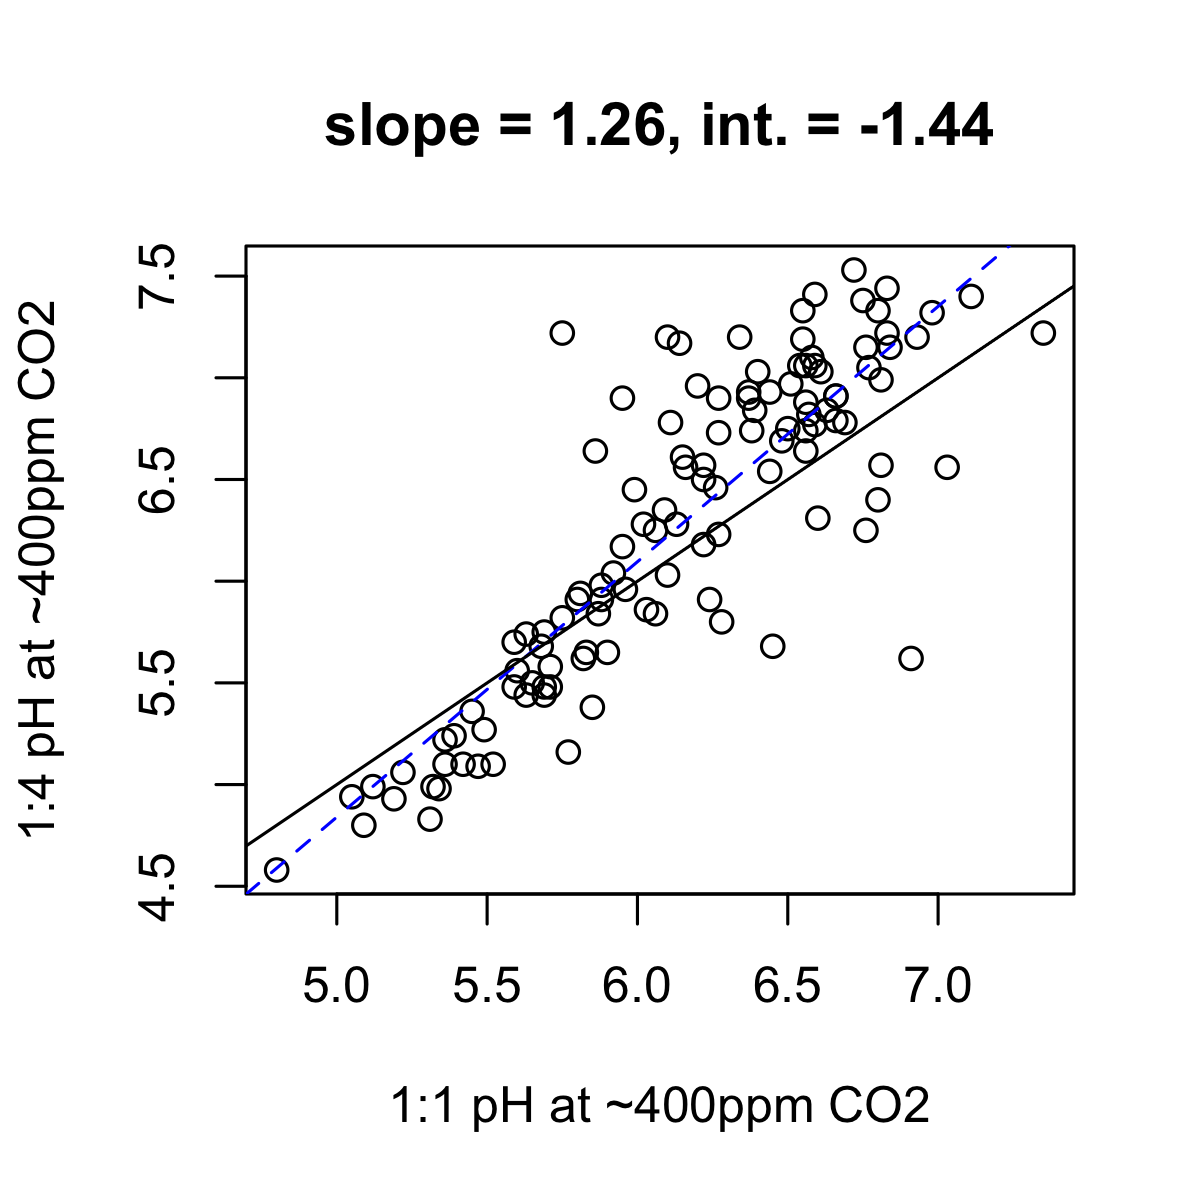 slope = 1.26, int. = -1.44
7.5
6.5
5.5
4.5
1:4 pH at ~400ppm CO2
5.0 5.5 6.0 6.5 7.0
1:1 pH at ~400ppm CO2